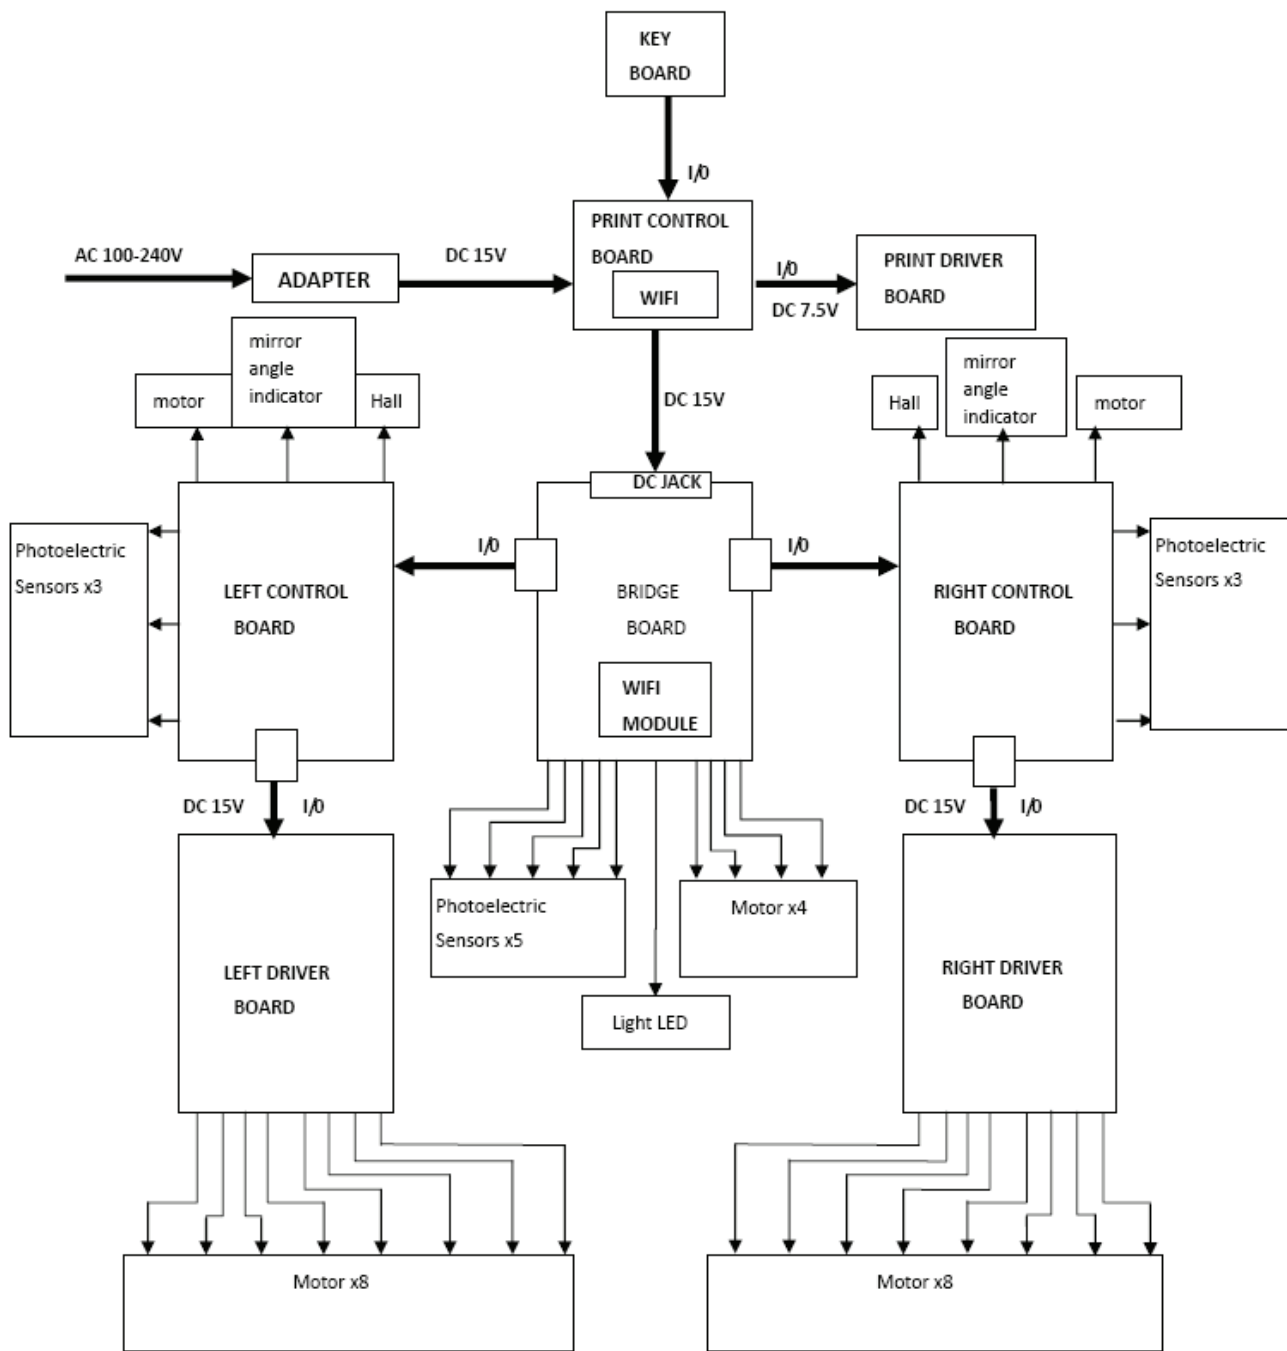 KEY
BOARD
I/0
PRINT CONTROL
BOARD
WIFI
AC 100-240V
ADAPTER
DC 15V
I/0
DC 7.5V
PRINT DRIVER
BOARD
mirror
angle
indicator
motor
Hall
DC 15V
Hall
mirror
angle
indicator
motor
DC JACK
Photoelectric
Sensors x3
LEFT CONTROL
BOARD
I/0
BRIDGE
BOARD
WIFI
MODULE
I/0
RIGHT CONTROL
BOARD
Photoelectric
Sensors x3
DC 15V
I/0
DC 15V
I/0
Photoelectric
Sensors x5
Motor x4
Light LED
LEFT DRIVER
BOARD
RIGHT DRIVER
BOARD
Motor x8
Motor x8